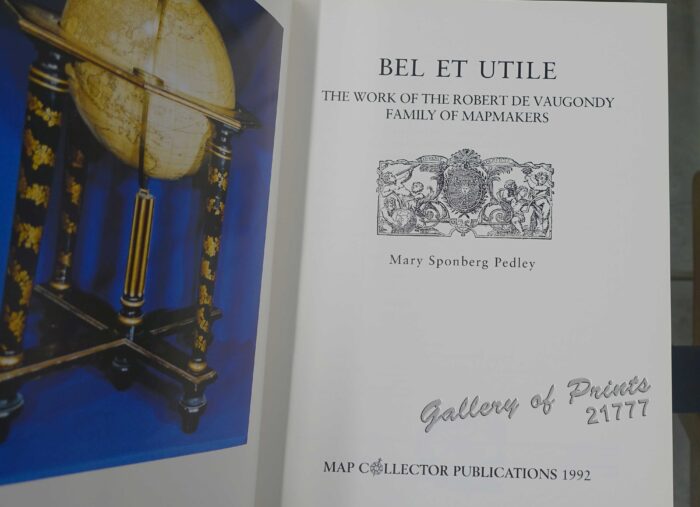 BEL ET UTILE
THE WORK OF THE ROBERT DE VAUGONDY
FAMILY OF MAPMAKERS
Mary Sponberg Pedley
Gallery of Prints
21777
MAP COLLECTOR PUBLICATIONS 1992